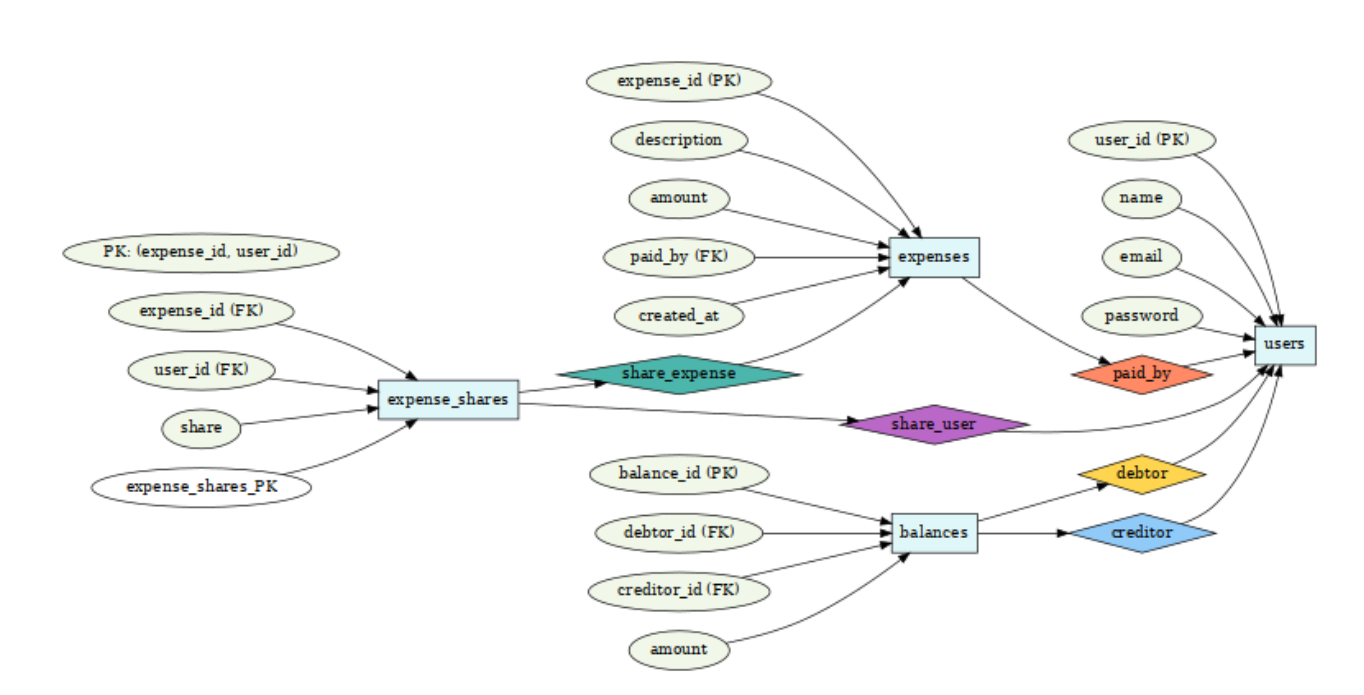 expense_id (PK)
description
amount
paid_by (FK)
created_at
expenses
user_id (PK)
name
email
password
users
PK: (expense_id, user_id)
expense_id (FK)
user_id (FK)
share
expense_shares_PK
expense_shares
share_expense
share_user
paid_by
balance_id (PK)
debtor_id (FK)
creditor_id (FK)
amount
balances
debtor
creditor